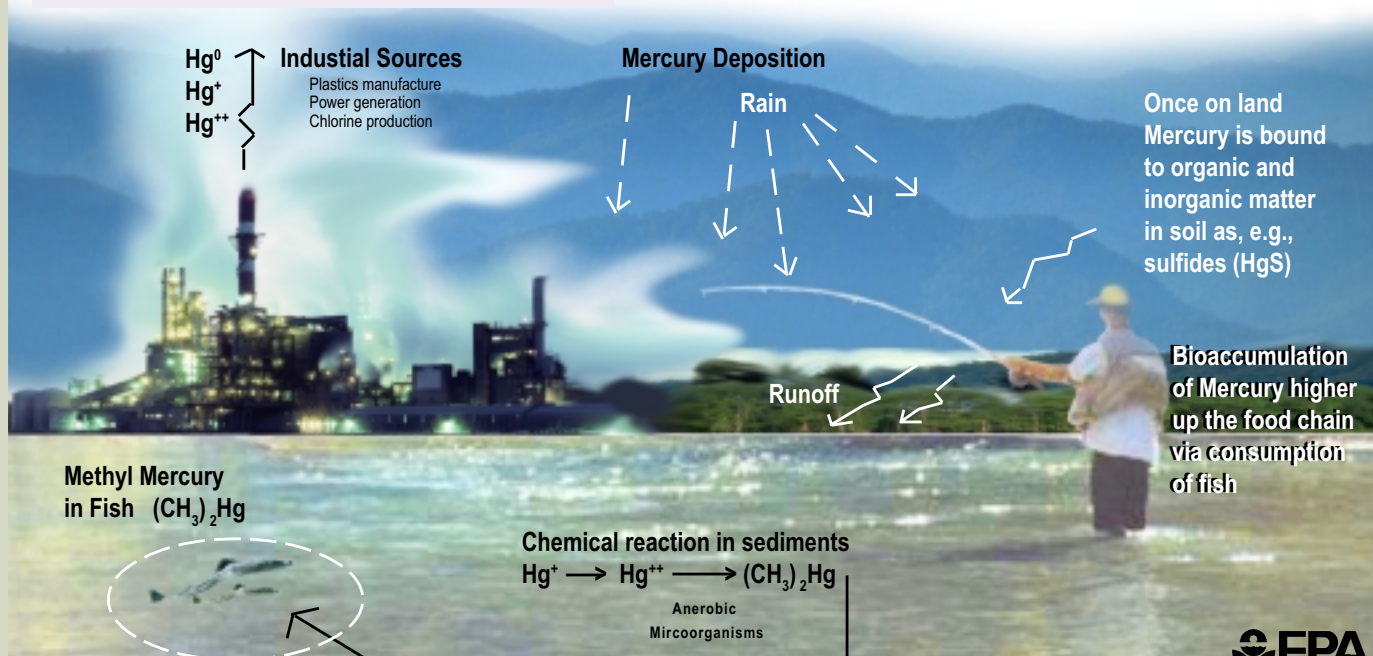 Hg⁰
Hg⁺
Hg⁺⁺
Industial Sources
Plastics manufacture
Power generation
Chlorine production
Mercury Deposition
Rain
Once on land
Mercury is bound
to organic and
inorganic matter
in soil as, e.g.,
sulfides (HgS)
Runoff
Bioaccumulation
of Mercury higher
up the food chain
via consumption
of fish
Methyl Mercury
in Fish (CH₃)₂Hg
Chemical reaction in sediments
Hg⁺ → Hg⁺⁺ → (CH₃)₂Hg
Anerobic
Mircoorganisms
EPA